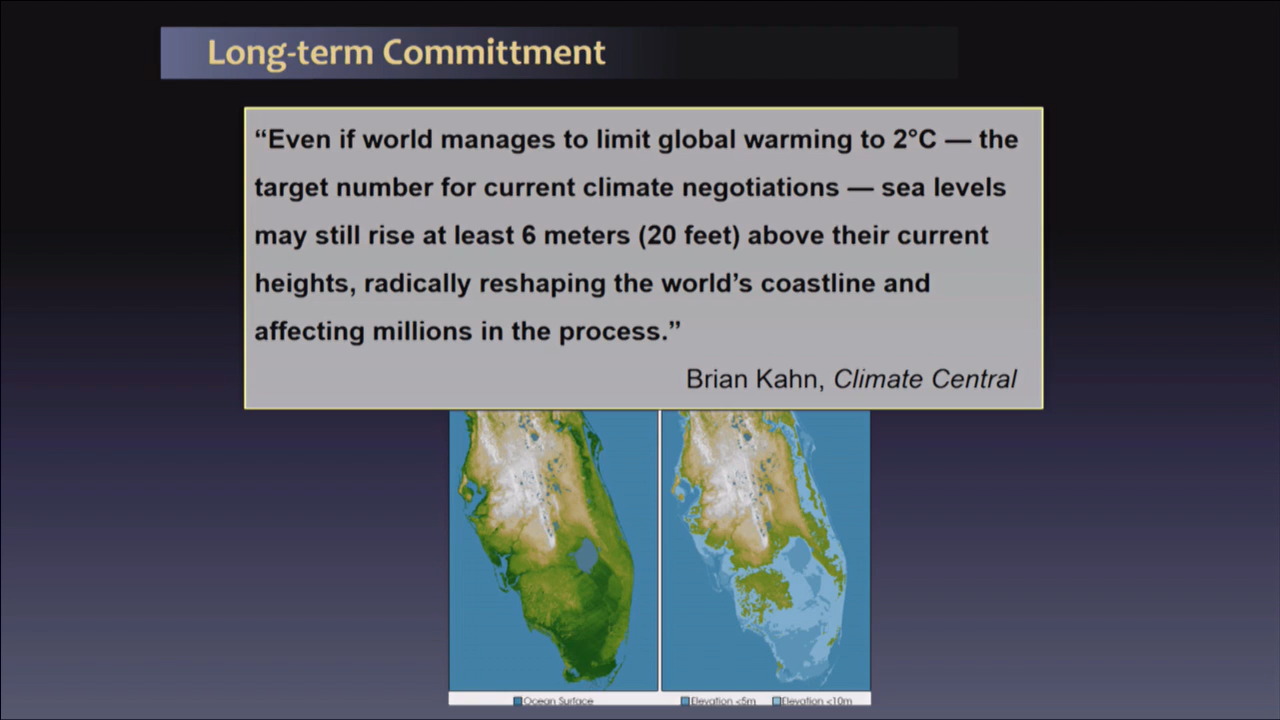 Long-term Committment
“Even if world manages to limit global warming to 2°C — the
target number for current climate negotiations — sea levels
may still rise at least 6 meters (20 feet) above their current
heights, radically reshaping the world’s coastline and
affecting millions in the process.”
Brian Kahn, Climate Central
Ocean Surface Elevation <5m Elevation <10m